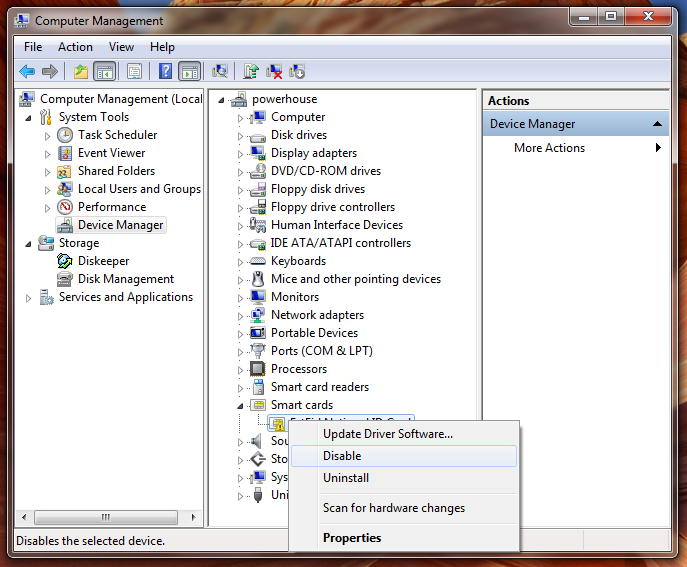 Computer Management
File Action View Help
Computer Management (Local
System Tools
Task Scheduler
Event Viewer
Shared Folders
Local Users and Groups
Performance
Device Manager
Storage
Diskeeper
Disk Management
Services and Applications
powerhouse
Computer
Disk drives
Display adapters
DVD/CD-ROM drives
Floppy disk drives
Floppy drive controllers
Human Interface Devices
IDE ATA/ATAPI controllers
Keyboards
Mice and other pointing devices
Monitors
Network adapters
Portable Devices
Ports (COM & LPT)
Processors
Smart card readers
Smart cards
Sou
Sto
Sys
Uni
Update Driver Software...
Disable
Uninstall
Scan for hardware changes
Properties
Actions
Device Manager
More Actions
Disables the selected device.